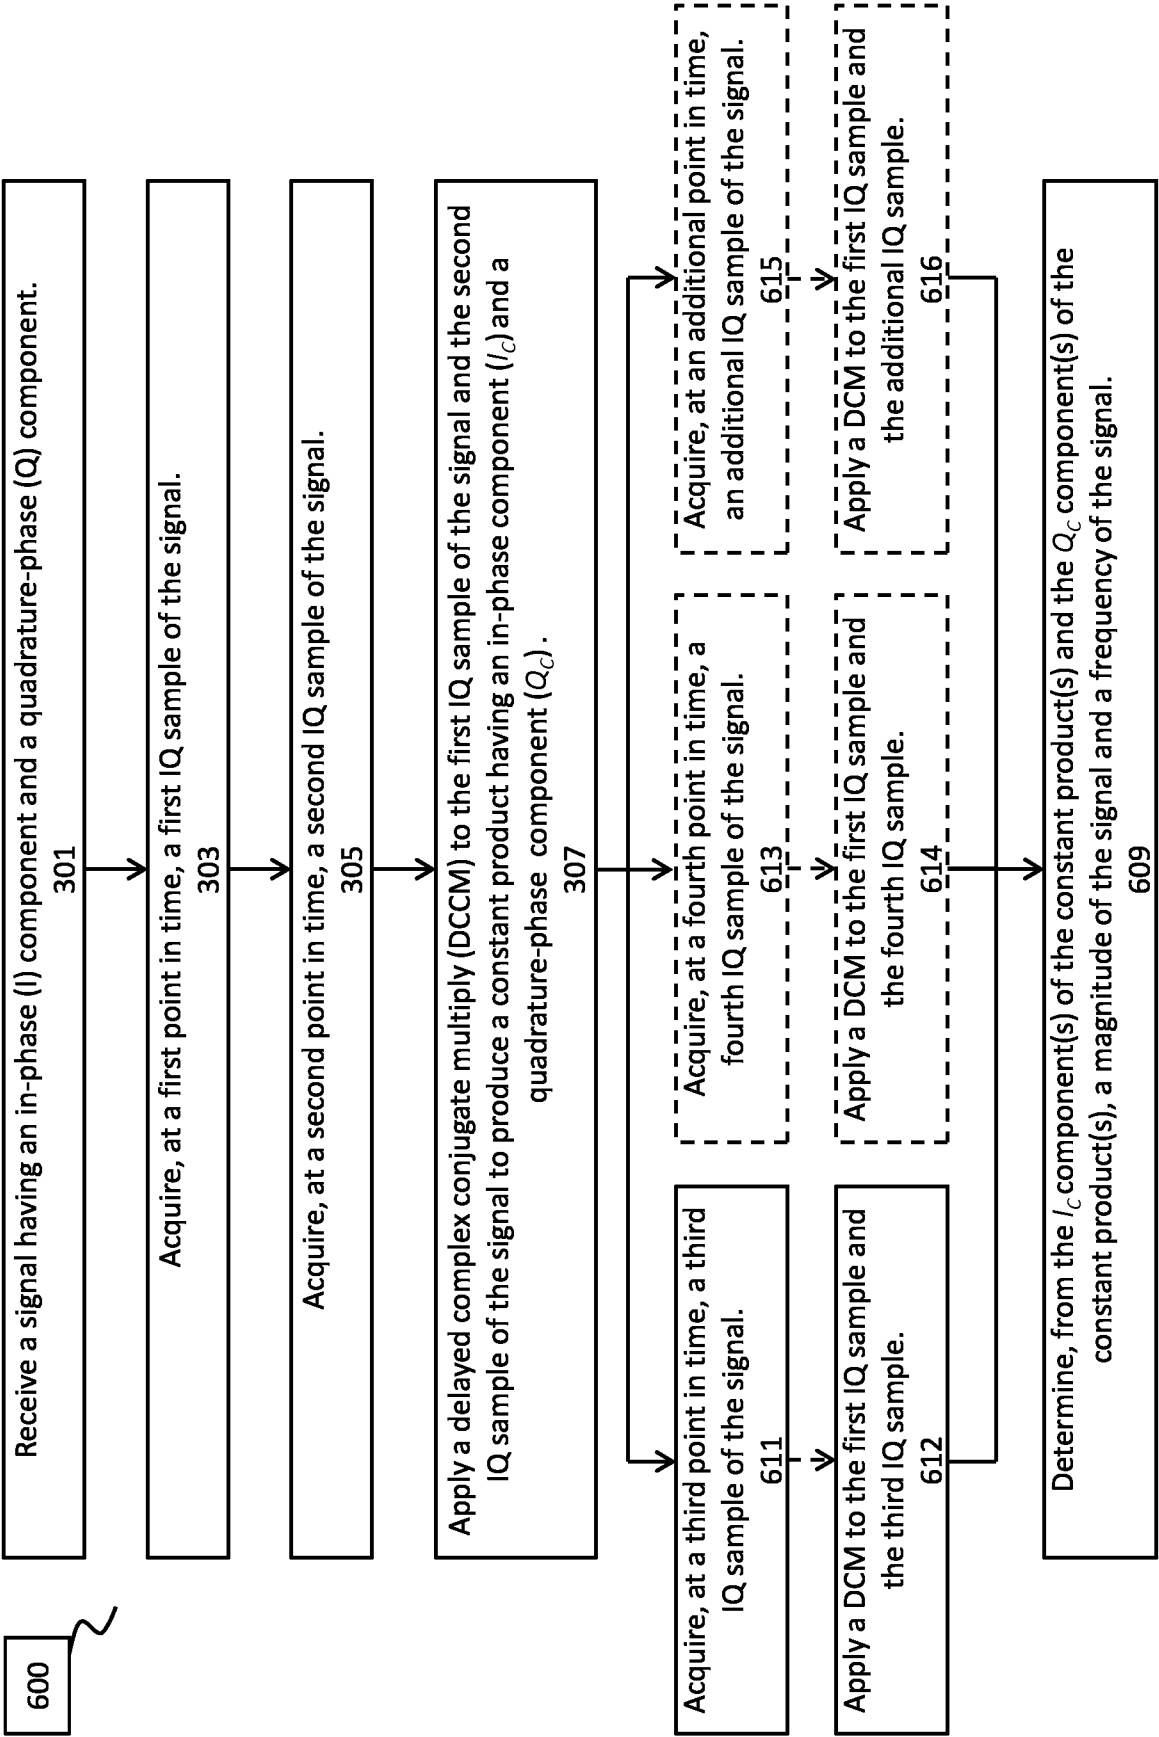 600
Receive a signal having an in-phase (I) component and a quadrature-phase (Q) component.
301
Acquire, at a first point in time, a first IQ sample of the signal.
303
Acquire, at a second point in time, a second IQ sample of the signal.
305
Apply a delayed complex conjugate multiply (DCCM) to the first IQ sample of the signal and the second
IQ sample of the signal to produce a constant product having an in-phase component (I_C) and a
quadrature-phase component (Q_C) .
307
Acquire, at a third point in time, a third
IQ sample of the signal.
611
Apply a DCM to the first IQ sample and
the third IQ sample.
612
Acquire, at a fourth point in time, a
fourth IQ sample of the signal.
613
Apply a DCM to the first IQ sample and
the fourth IQ sample.
614
Acquire, at an additional point in time,
an additional IQ sample of the signal.
615
Apply a DCM to the first IQ sample and
the additional IQ sample.
616
Determine, from the I_C component(s) of the constant product(s) and the Q_C component(s) of the
constant product(s), a magnitude of the signal and a frequency of the signal.
609